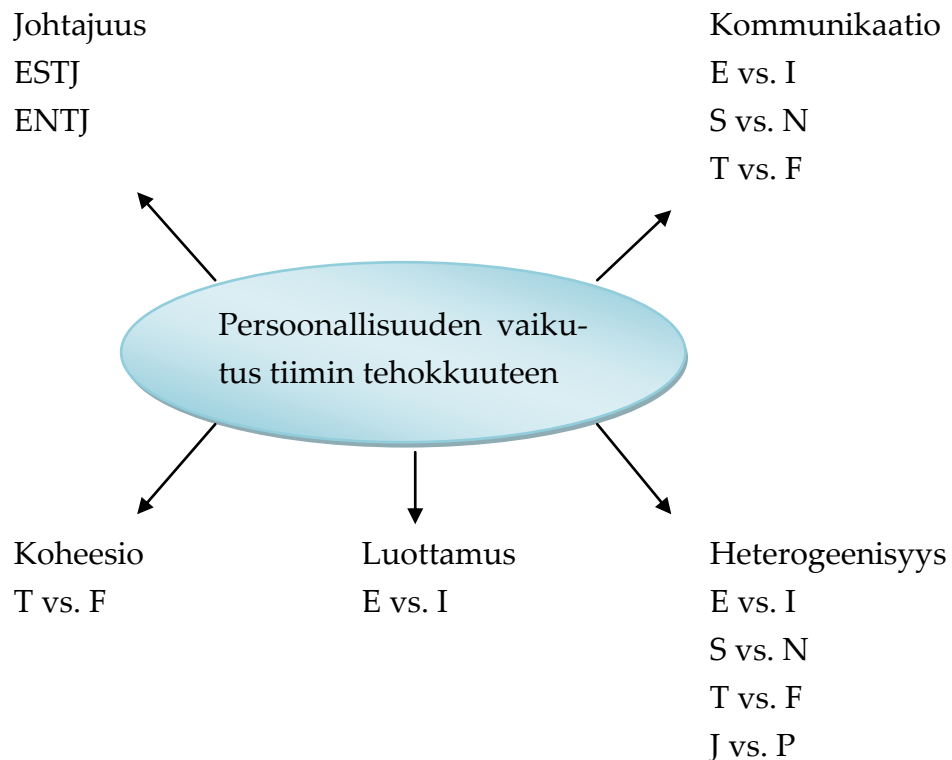 Johtajuus
ESTJ
ENTJ
Kommunikaatio
E vs. I
S vs. N
T vs. F
Persoonallisuuden vaiku-
tus tiimin tehokkuuteen
Koheesio
T vs. F
Luottamus
E vs. I
Heterogeenisyys
E vs. I
S vs. N
T vs. F
J vs. P